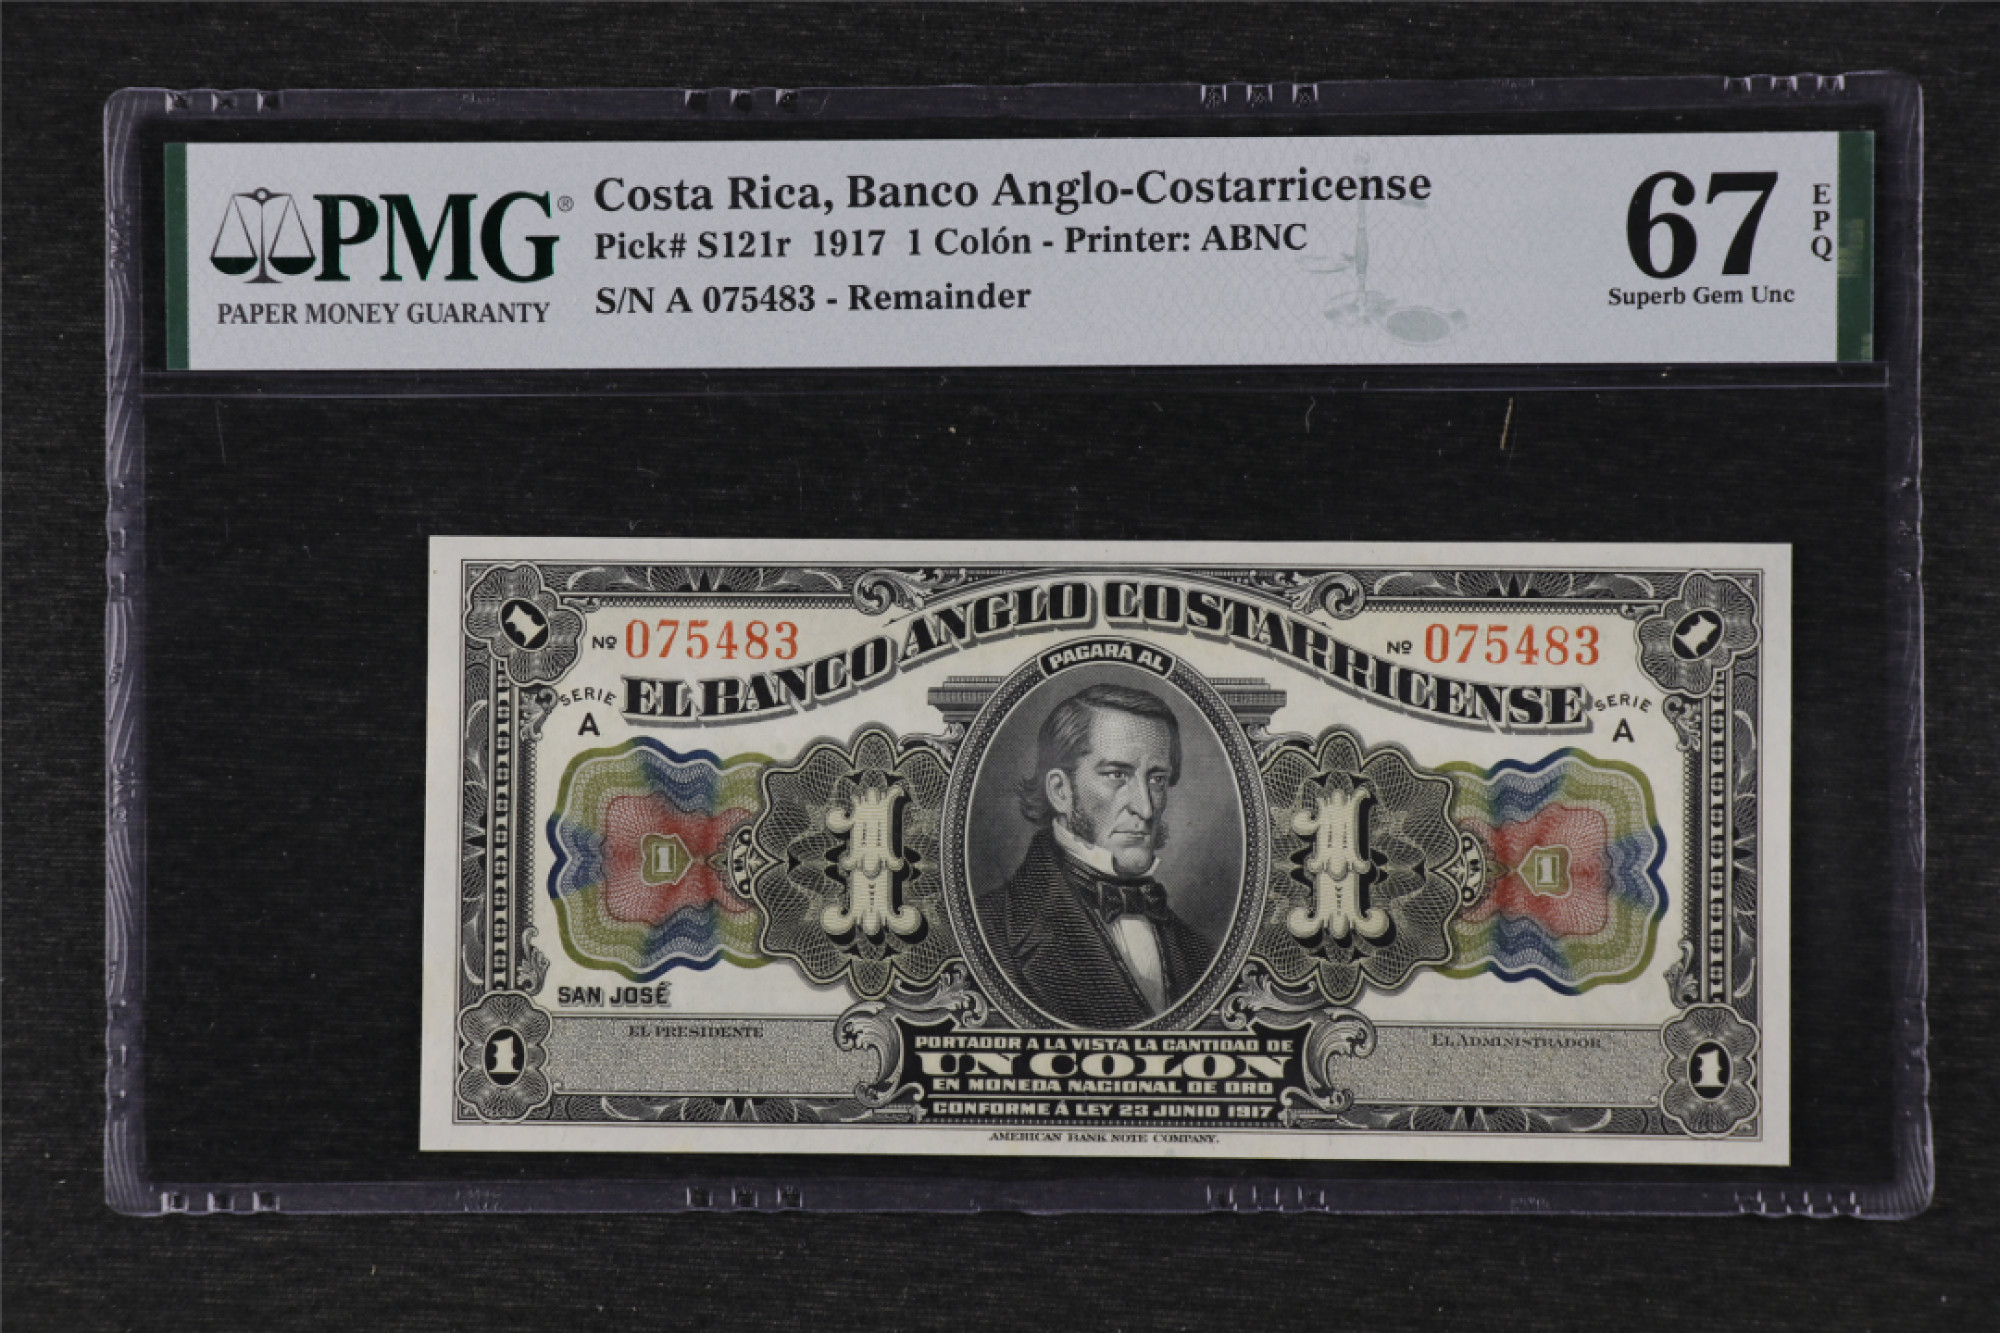 PMG®
PAPER MONEY GUARANTY
Costa Rica, Banco Anglo-Costarricense
Pick# S121r 1917 1 Colón - Printer: ABNC
S/N A 075483 - Remainder
67
EPQ
Superb Gem Unc
1
1
Nº 075483
Nº 075483
EL BANCO ANGLO COSTARRICENSE
SERIE A
SERIE A
PAGARÁ AL
1
1
1
1
SAN JOSÉ
EL PRESIDENTE
EL ADMINISTRADOR
PORTADOR A LA VISTA LA CANTIDAD DE
UN COLON
EN MONEDA NACIONAL DE ORO
CONFORME Á LEY 23 JUNIO 1917
1
1
AMERICAN BANK NOTE COMPANY.